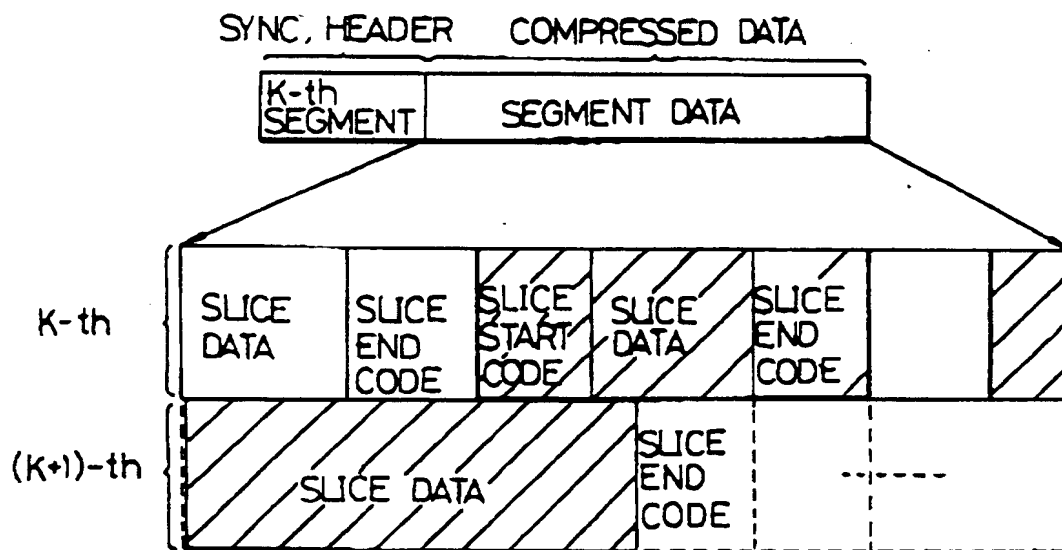 SYNC, HEADER COMPRESSED DATA
K-th
SEGMENT
SEGMENT DATA
K-th
SLICE
DATA
SLICE
END
CODE
SLICE
START
CODE
SLICE
DATA
SLICE
END
CODE
(K+1)-th
SLICE DATA
SLICE
END
CODE